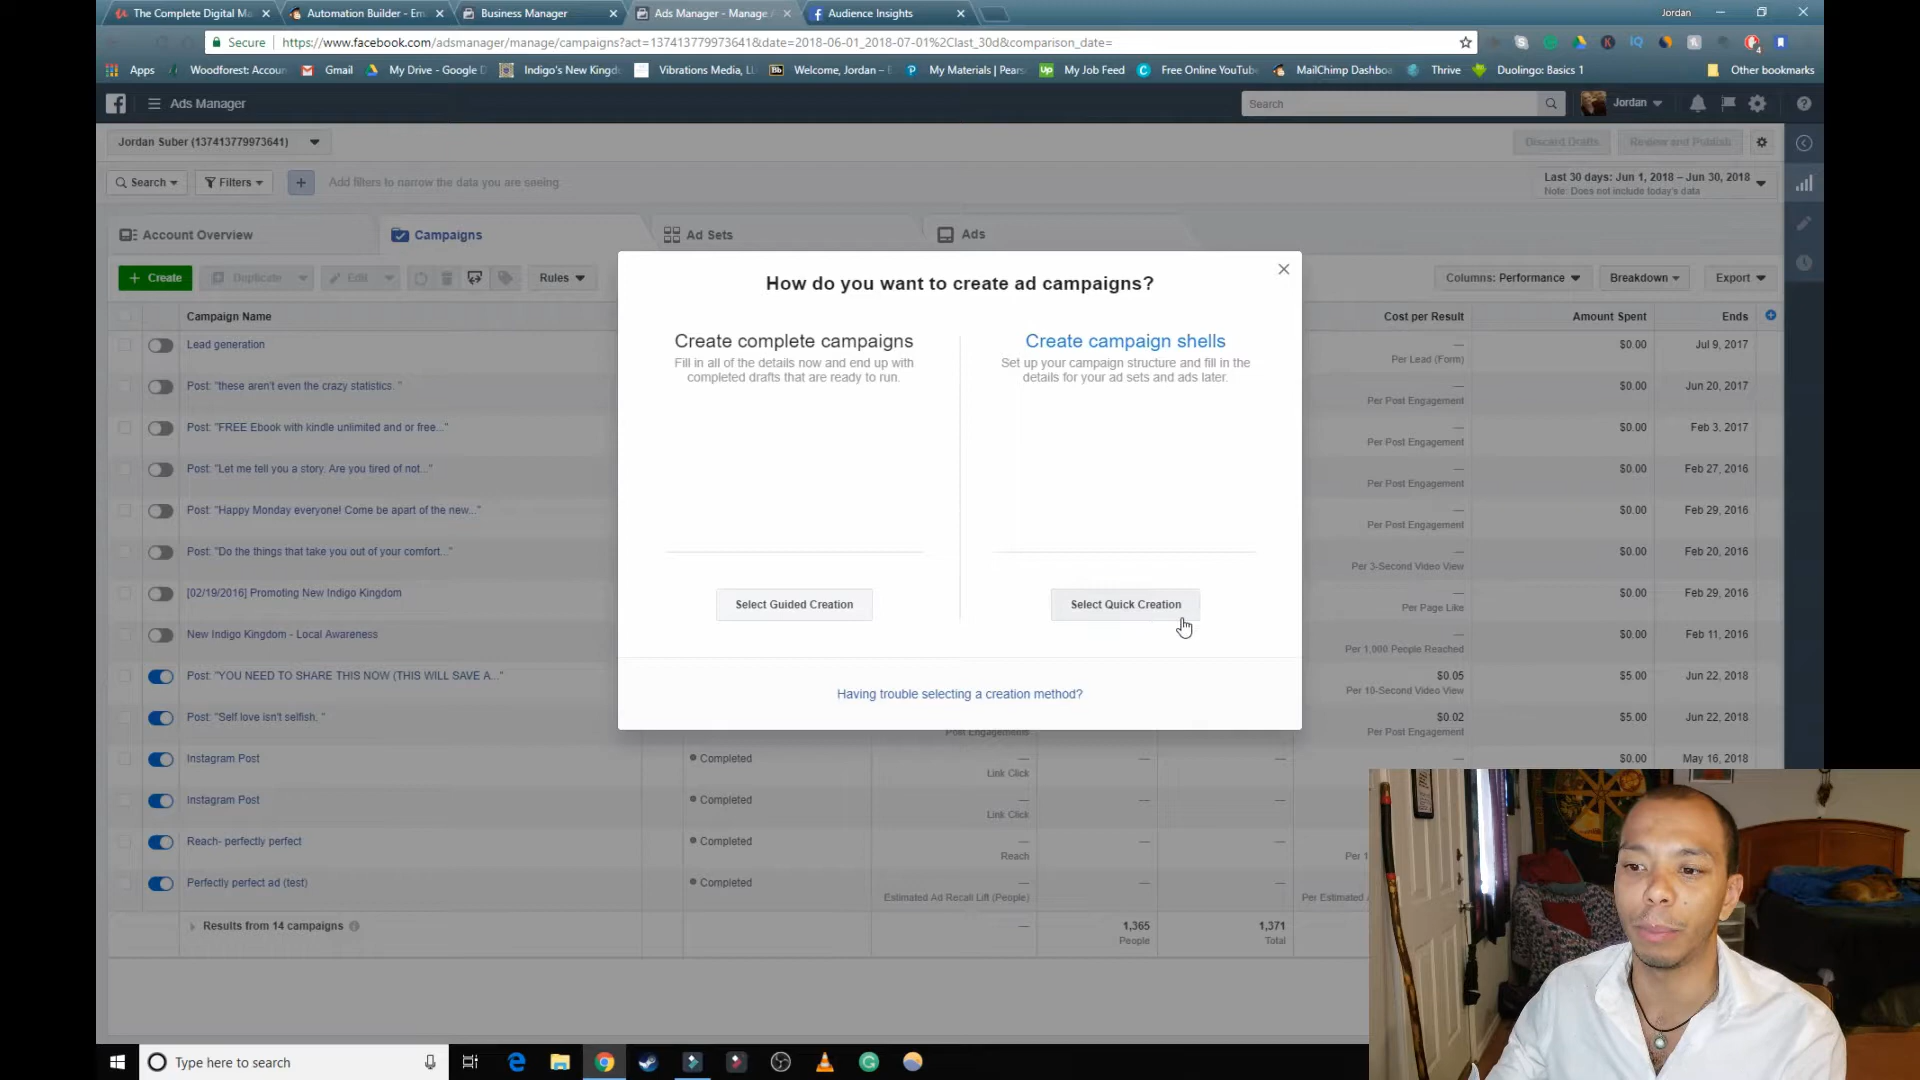 The Complete Digital Ma
Automation Builder - Em
Business Manager
Ads Manager - Manage
Audience Insights
Jordan
Secure
https://www.facebook.com/adsmanager/manage/campaigns?act=137413779973641&date=2018-06-01_2018-07-01%2Clast_30d&comparison_date=
Apps
Woodforest: Accoun
Gmail
My Drive - Google D
Indigo's New Kingd
Vibrations Media, LL
Welcome, Jordan –
My Materials | Pears
My Job Feed
Free Online YouTub
MailChimp Dashboa
Thrive
Duolingo: Basics 1
Other bookmarks
Ads Manager
Search
Jordan
Jordan Suber (137413779973641)
Discard Drafts
Review and Publish
Search
Filters
Add filters to narrow the data you are seeing.
Last 30 days: Jun 1, 2018 – Jun 30, 2018
Note: Does not include today's data
Account Overview
Campaigns
Ad Sets
Ads
+ Create
Duplicate
Edit
Rules
Columns: Performance
Breakdown
Export
How do you want to create ad campaigns?
Create complete campaigns
Fill in all of the details now and end up with
completed drafts that are ready to run.
Select Guided Creation
Create campaign shells
Set up your campaign structure and fill in the
details for your ad sets and ads later.
Select Quick Creation
Having trouble selecting a creation method?
Campaign Name
Cost per Result
Amount Spent
Ends
Lead generation
—
Per Lead (Form)
$0.00
Jul 9, 2017
Post: "these aren't even the crazy statistics. "
—
Per Post Engagement
$0.00
Jun 20, 2017
Post: "FREE Ebook with kindle unlimited and or free..."
—
Per Post Engagement
$0.00
Feb 3, 2017
Post: "Let me tell you a story. Are you tired of not..."
—
Per Post Engagement
$0.00
Feb 27, 2016
Post: "Happy Monday everyone! Come be apart of the new..."
—
Per Post Engagement
$0.00
Feb 29, 2016
Post: "Do the things that take you out of your comfort..."
—
Per 3-Second Video View
$0.00
Feb 20, 2016
[02/19/2016] Promoting New Indigo Kingdom
—
Per Page Like
$0.00
Feb 29, 2016
New Indigo Kingdom - Local Awareness
—
Per 1,000 People Reached
$0.00
Feb 11, 2016
Post: "YOU NEED TO SHARE THIS NOW (THIS WILL SAVE A..."
$0.05
Per 10-Second Video View
$5.00
Jun 22, 2018
Post: "Self love isn't selfish. "
Post Engagements
$0.02
Per Post Engagement
$5.00
Jun 22, 2018
Instagram Post
Completed
—
Link Click
—
—
—
$0.00
May 16, 2018
Instagram Post
Completed
—
Link Click
—
—
Reach- perfectly perfect
Completed
—
Reach
—
—
Per 1
Perfectly perfect ad (test)
Completed
—
Estimated Ad Recall Lift (People)
—
—
Per Estimated
Results from 14 campaigns
—
1,365
People
1,371
Total
Type here to search